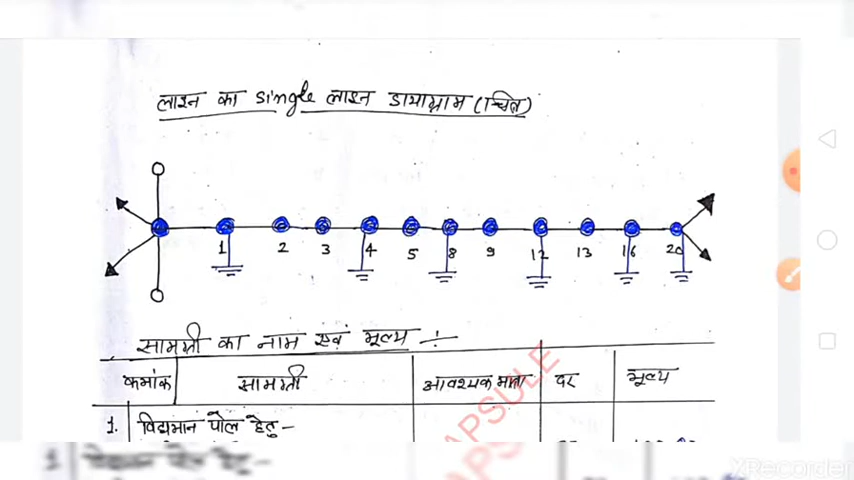 लाइन का single लाइन डायाग्राम (चित्र)
1 2 3 4 5 8 9 12 13 16 20
सामग्री का नाम एवं मूल्य :-
क्रमांक सामग्री आवश्यक मात्रा दर मूल्य
1. विद्यमान पोल हेतु-
APSULE
XRecorder